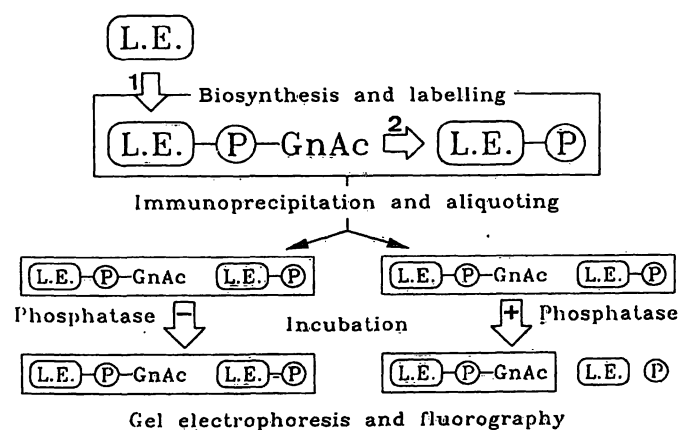 L.E.
1
Biosynthesis and labelling
L.E. P GnAc 2 L.E. P
Immunoprecipitation and aliquoting
L.E. P GnAc L.E. P L.E. P GnAc L.E. P
Phosphatase − Incubation + Phosphatase
L.E. P GnAc L.E. P L.E. P GnAc L.E. P
Gel electrophoresis and fluorography